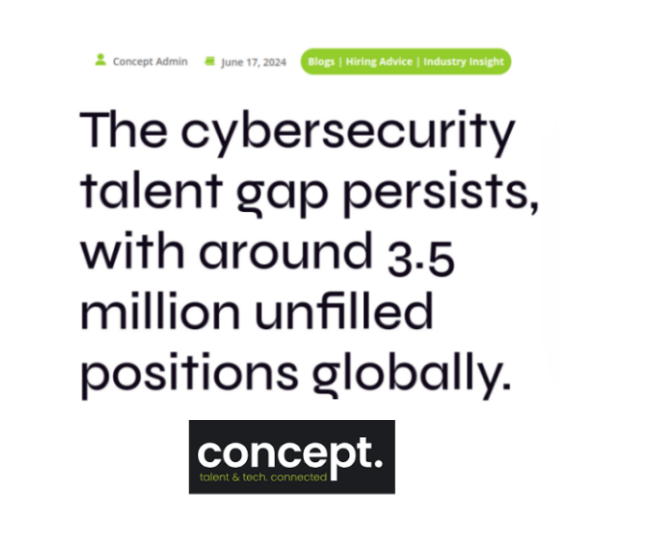 Concept Admin June 17, 2024 Blogs | Hiring Advice | Industry Insight
The cybersecurity
talent gap persists,
with around 3.5
million unfilled
positions globally.
concept.
talent & tech. connected